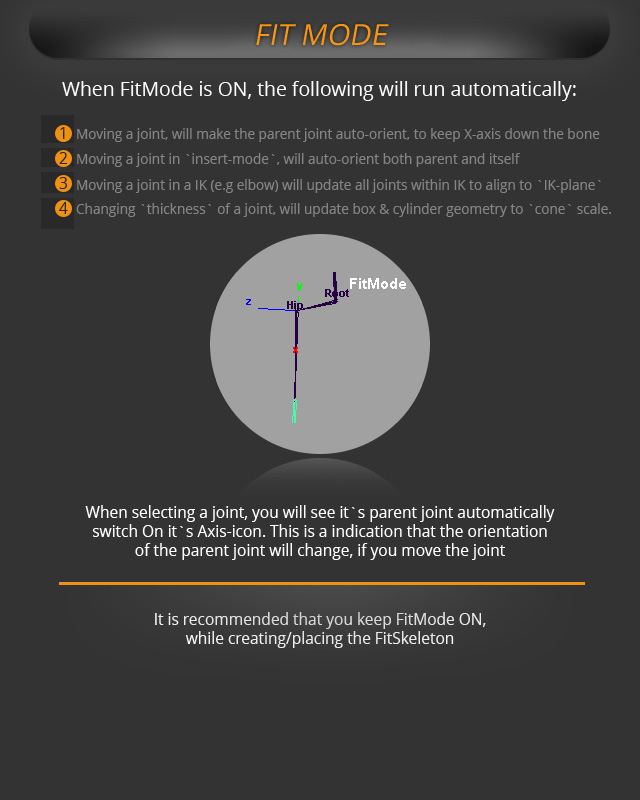 FIT MODE
When FitMode is ON, the following will run automatically:
1 Moving a joint, will make the parent joint auto-orient, to keep X-axis down the bone
2 Moving a joint in `insert-mode`, will auto-orient both parent and itself
3 Moving a joint in a IK (e.g elbow) will update all joints within IK to align to `IK-plane`
4 Changing `thickness` of a joint, will update box & cylinder geometry to `cone` scale.
y
FitMode
Root
z
Hip
x
When selecting a joint, you will see it`s parent joint automatically
switch On it`s Axis-icon. This is a indication that the orientation
of the parent joint will change, if you move the joint
It is recommended that you keep FitMode ON,
while creating/placing the FitSkeleton